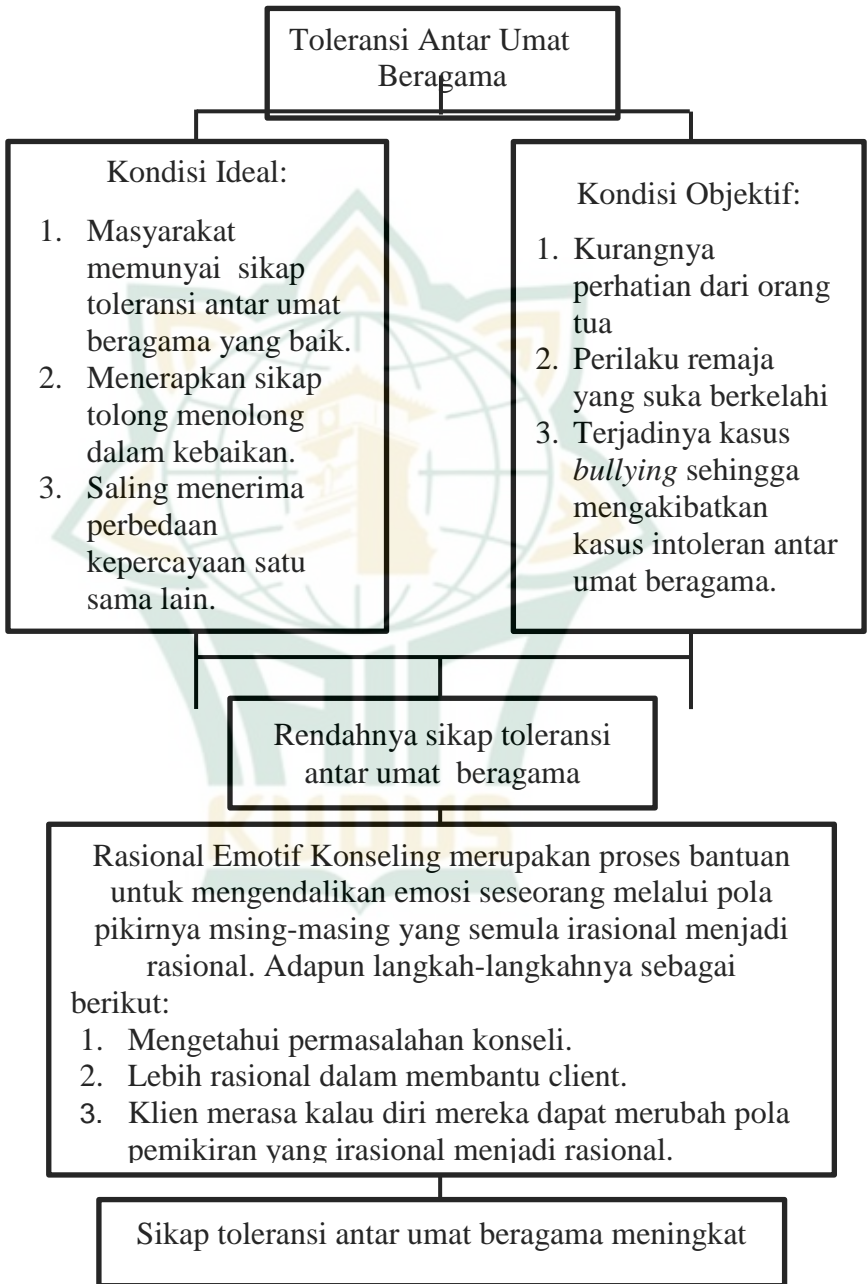 Toleransi Antar Umat
Beragama
Kondisi Ideal:
1. Masyarakat
memunyai sikap
toleransi antar umat
beragama yang baik.
2. Menerapkan sikap
tolong menolong
dalam kebaikan.
3. Saling menerima
perbedaan
kepercayaan satu
sama lain.
Kondisi Objektif:
1. Kurangnya
perhatian dari orang
tua
2. Perilaku remaja
yang suka berkelahi
3. Terjadinya kasus
bullying sehingga
mengakibatkan
kasus intoleran antar
umat beragama.
Rendahnya sikap toleransi
antar umat beragama
KUDUS
Rasional Emotif Konseling merupakan proses bantuan
untuk mengendalikan emosi seseorang melalui pola
pikirnya msing-masing yang semula irasional menjadi
rasional. Adapun langkah-langkahnya sebagai
berikut:
1. Mengetahui permasalahan konseli.
2. Lebih rasional dalam membantu client.
3. Klien merasa kalau diri mereka dapat merubah pola
pemikiran yang irasional menjadi rasional.
Sikap toleransi antar umat beragama meningkat